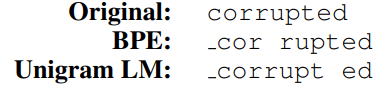 Original: corrupted
BPE: _cor rupted
Unigram LM: _corrupt ed